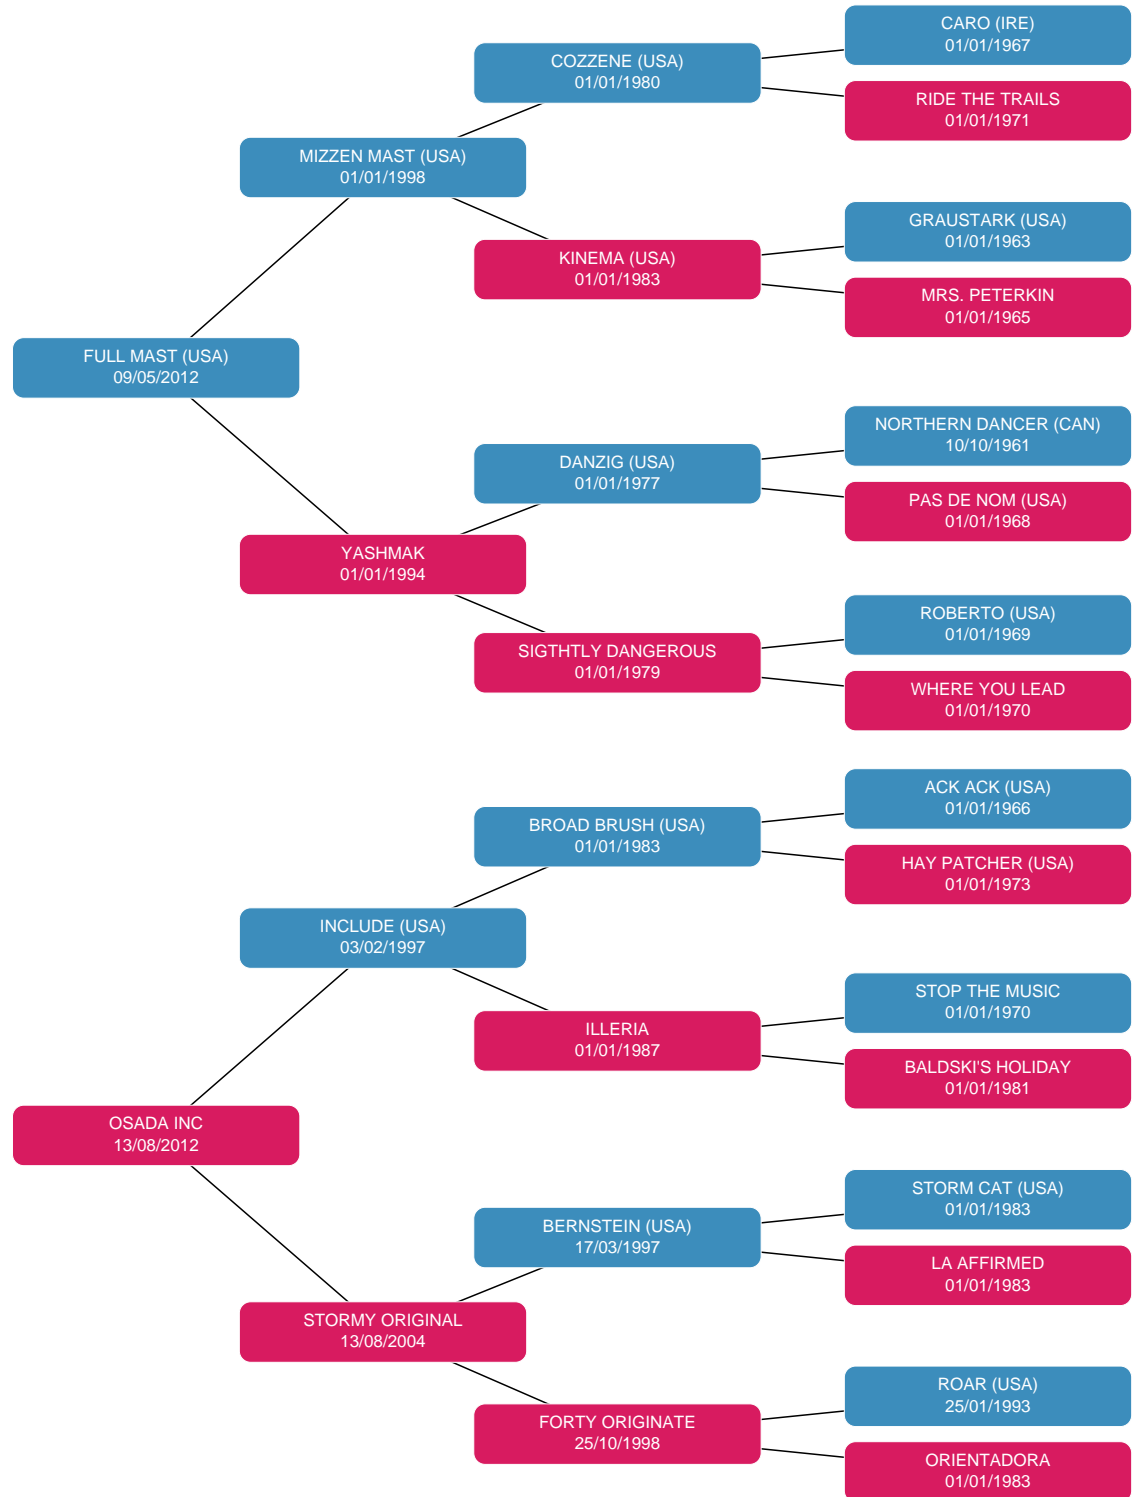 CARO (IRE)
01/01/1967
COZZENE (USA)
01/01/1980
RIDE THE TRAILS
01/01/1971
MIZZEN MAST (USA)
01/01/1998
GRAUSTARK (USA)
01/01/1963
KINEMA (USA)
01/01/1983
MRS. PETERKIN
01/01/1965
FULL MAST (USA)
09/05/2012
NORTHERN DANCER (CAN)
10/10/1961
DANZIG (USA)
01/01/1977
PAS DE NOM (USA)
01/01/1968
YASHMAK
01/01/1994
ROBERTO (USA)
01/01/1969
SIGTHTLY DANGEROUS
01/01/1979
WHERE YOU LEAD
01/01/1970
ACK ACK (USA)
01/01/1966
BROAD BRUSH (USA)
01/01/1983
HAY PATCHER (USA)
01/01/1973
INCLUDE (USA)
03/02/1997
STOP THE MUSIC
01/01/1970
ILLERIA
01/01/1987
BALDSKI'S HOLIDAY
01/01/1981
OSADA INC
13/08/2012
STORM CAT (USA)
01/01/1983
BERNSTEIN (USA)
17/03/1997
LA AFFIRMED
01/01/1983
STORMY ORIGINAL
13/08/2004
ROAR (USA)
25/01/1993
FORTY ORIGINATE
25/10/1998
ORIENTADORA
01/01/1983